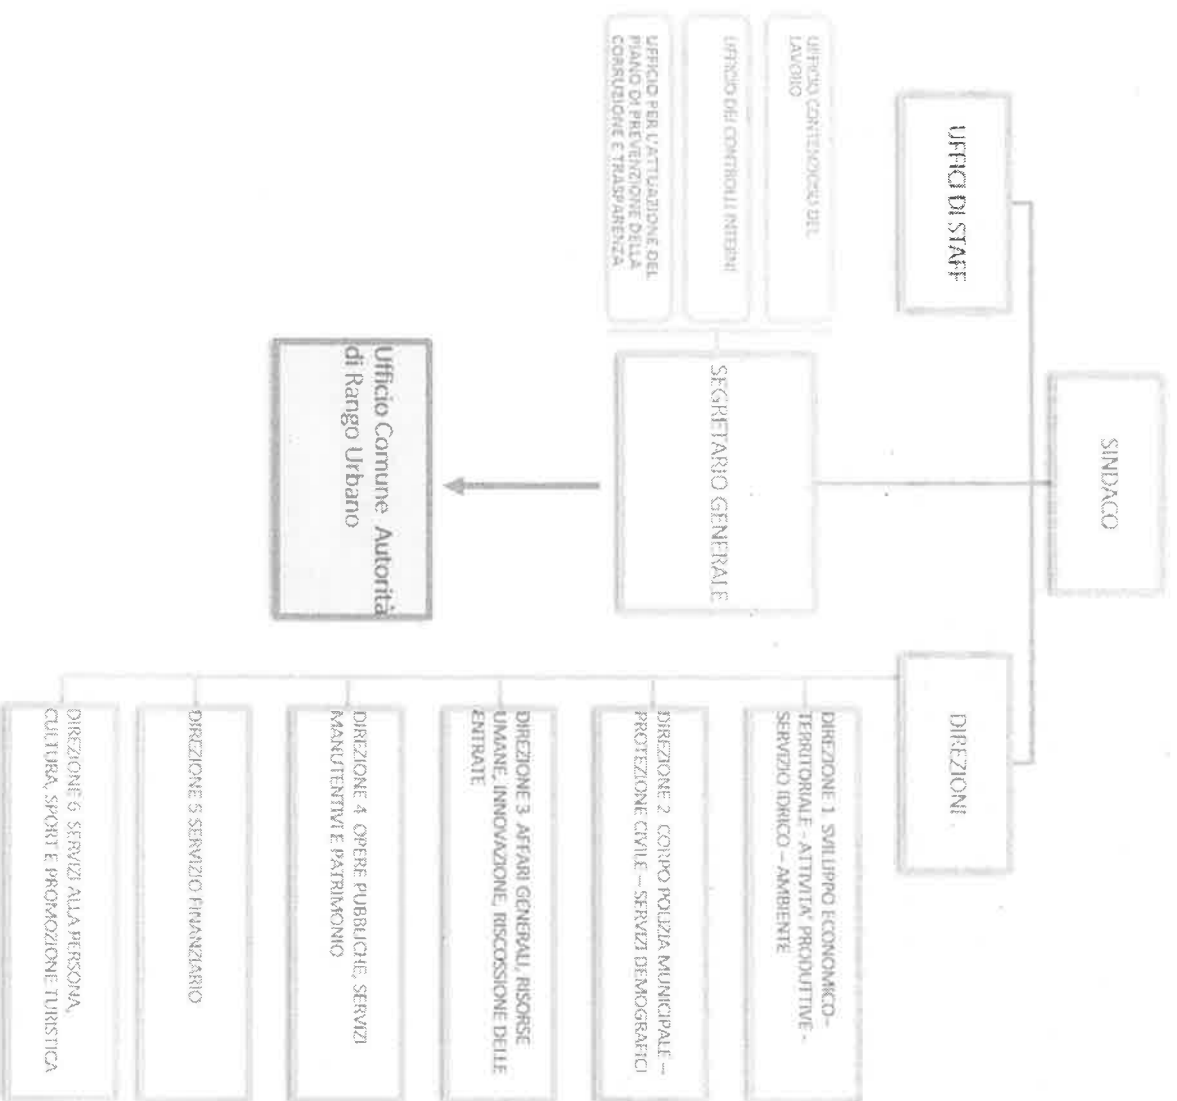 SINDACO
UFFICI DI STAFF
DIREZIONI
SEGRETARIO GENERALE
UFFICIO CONTENZIOSO DEL
LAVORO
UFFICIO DEI CONTROLLI INTERNI
UFFICIO PER L'ATTUAZIONE DEL
PIANO DI PREVENZIONE DELLA
CORRUZIONE E TRASPARENZA
Ufficio Comune Autorità
di Rango Urbano
DIREZIONE 1 SVILUPPO ECONOMICO –
TERRITORIALE - ATTIVITA' PRODUTTIVE -
SERVIZIO IDRICO – AMBIENTE
DIREZIONE 2 CORPO POLIZIA MUNICIPALE –
PROTEZIONE CIVILE – SERVIZI DEMOGRAFICI
DIREZIONE 3 AFFARI GENERALI, RISORSE
UMANE, INNOVAZIONE, RISCOSSIONE DELLE
ENTRATE
DIREZIONE 4 OPERE PUBBLICHE, SERVIZI
MANUTENTIVI E PATRIMONIO
DIREZIONE 5 SERVIZIO FINANZIARIO
DIREZIONE 6 SERVIZI ALLA PERSONA,
CULTURA, SPORT E PROMOZIONE TURISTICA